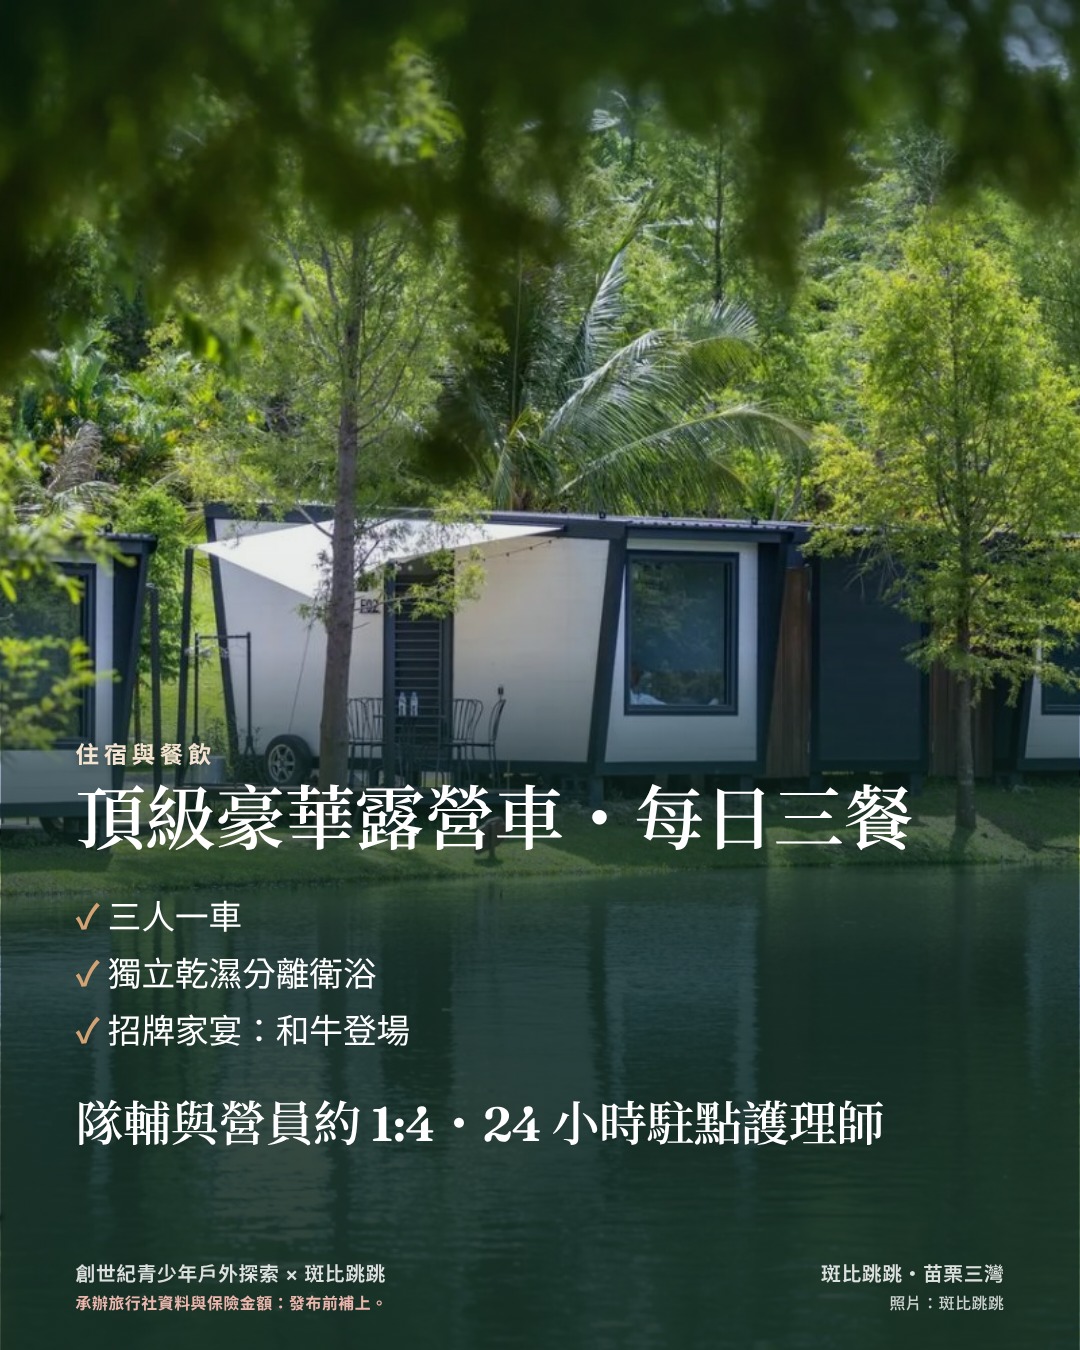 F02
住宿與餐飲
頂級豪華露營車・每日三餐
✓ 三人一車
✓ 獨立乾濕分離衛浴
✓ 招牌家宴：和牛登場
隊輔與營員約 1:4・24 小時駐點護理師
創世紀青少年戶外探索 × 斑比跳跳
承辦旅行社資料與保險金額：發布前補上。
斑比跳跳・苗栗三灣
照片：斑比跳跳